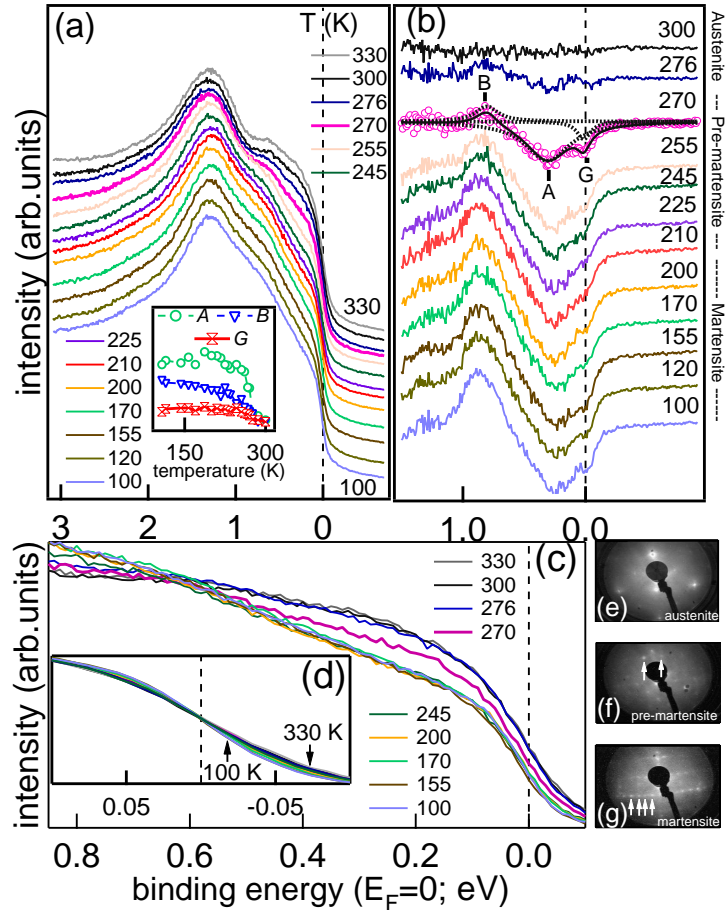 (a)
T (K)
330
300
276
270
255
245
330
100
225
210
200
170
155
120
100
A
B
G
150
300
temperature (K)
3
2
1
0
intensity (arb.units)
(b)
300
276
270
255
245
225
210
200
170
155
120
100
B
A
G
1.0
0.0
Austenite ---- Pre-martensite ------ ------- Martensite ------
(c)
330
300
276
270
245
200
170
155
100
intensity (arb.units)
(d)
330 K
100 K
0.05
-0.05
0.8
0.6
0.4
0.2
0.0
binding energy (E_F=0; eV)
(e)
austenite
(f)
pre-martensite
(g)
martensite